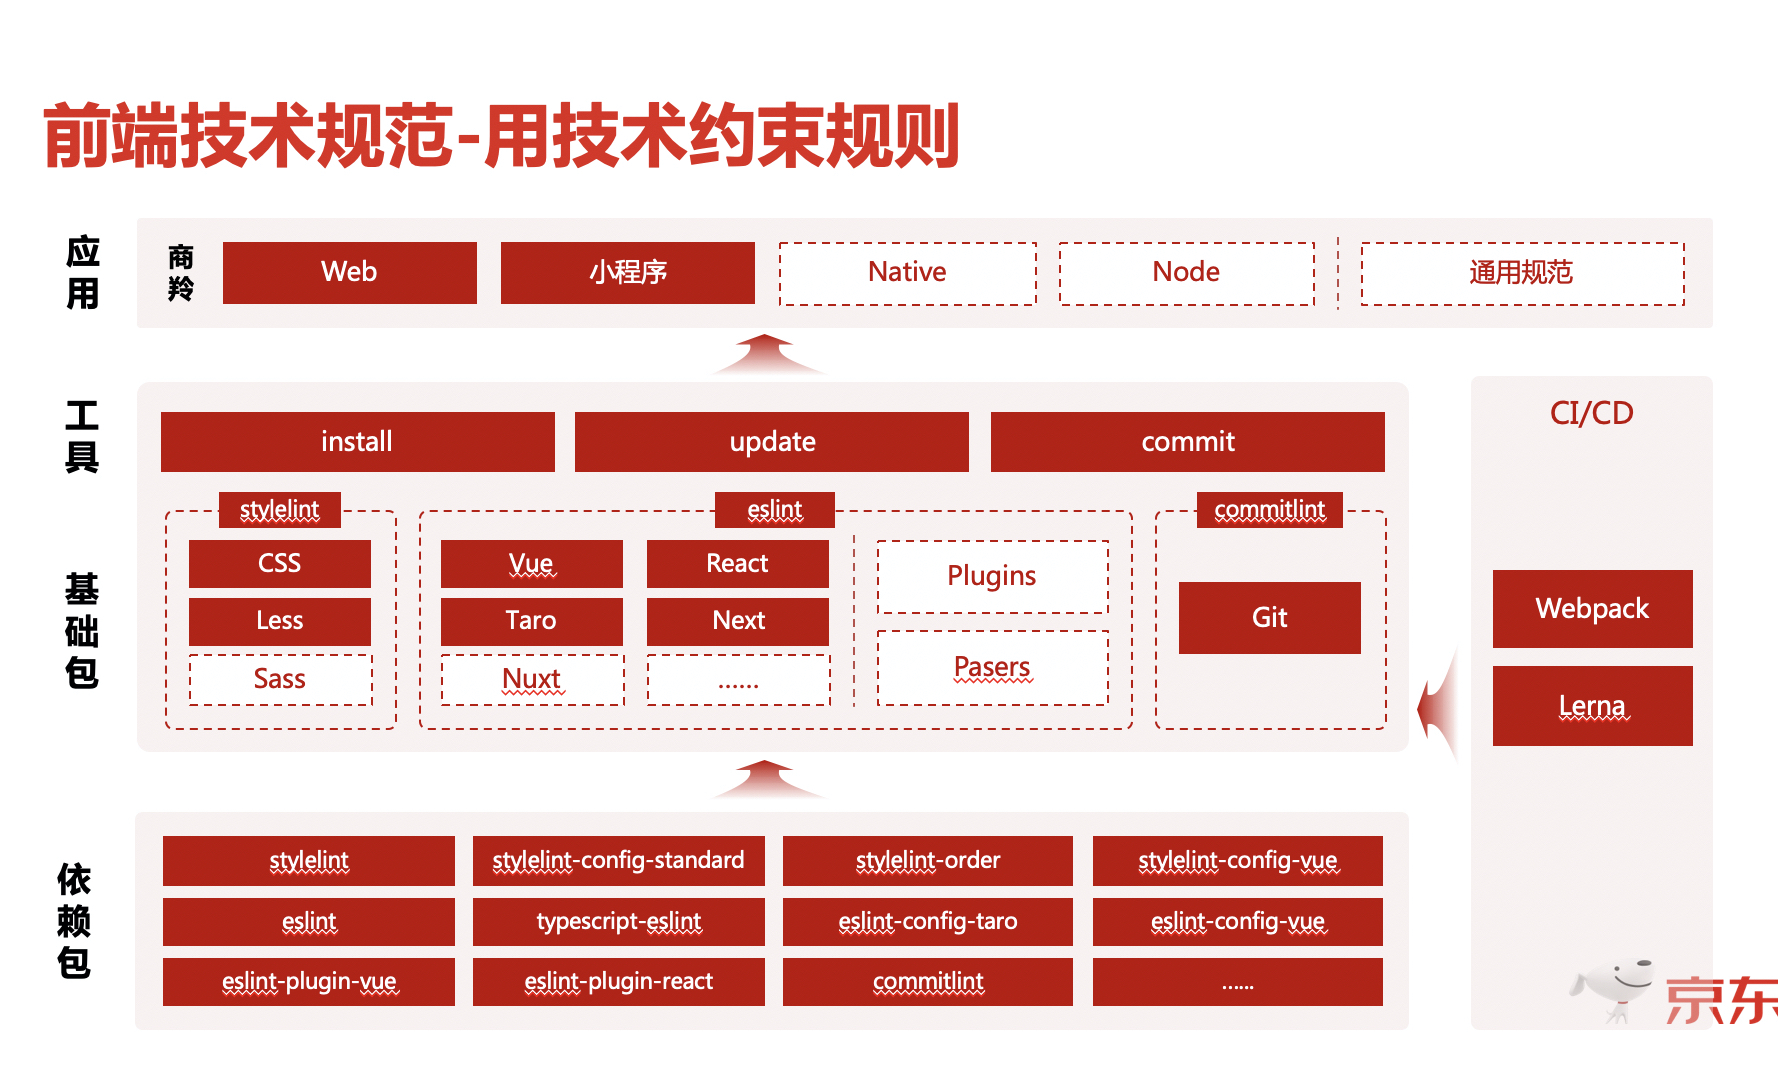 前端技术规范-用技术约束规则
应用
商羚
Web
小程序
Native
Node
通用规范
工具
install
update
commit
CI/CD
基础包
stylelint
CSS
Less
Sass
eslint
Vue
React
Taro
Next
Nuxt
......
Plugins
Pasers
commitlint
Git
Webpack
Lerna
依赖包
stylelint
stylelint-config-standard
stylelint-order
stylelint-config-vue
eslint
typescript-eslint
eslint-config-taro
eslint-config-vue
eslint-plugin-vue
eslint-plugin-react
commitlint
......
京东